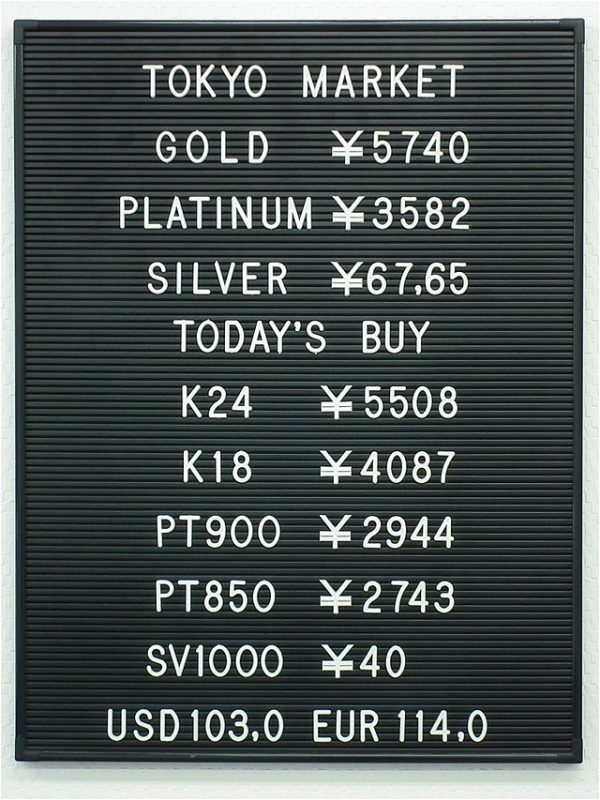 TOKYO MARKET
GOLD ¥5740
PLATINUM ¥3582
SILVER ¥67,65
TODAY'S BUY
K24 ¥5508
K18 ¥4087
PT900 ¥2944
PT850 ¥2743
SV1000 ¥40
USD103,0 EUR 114,0